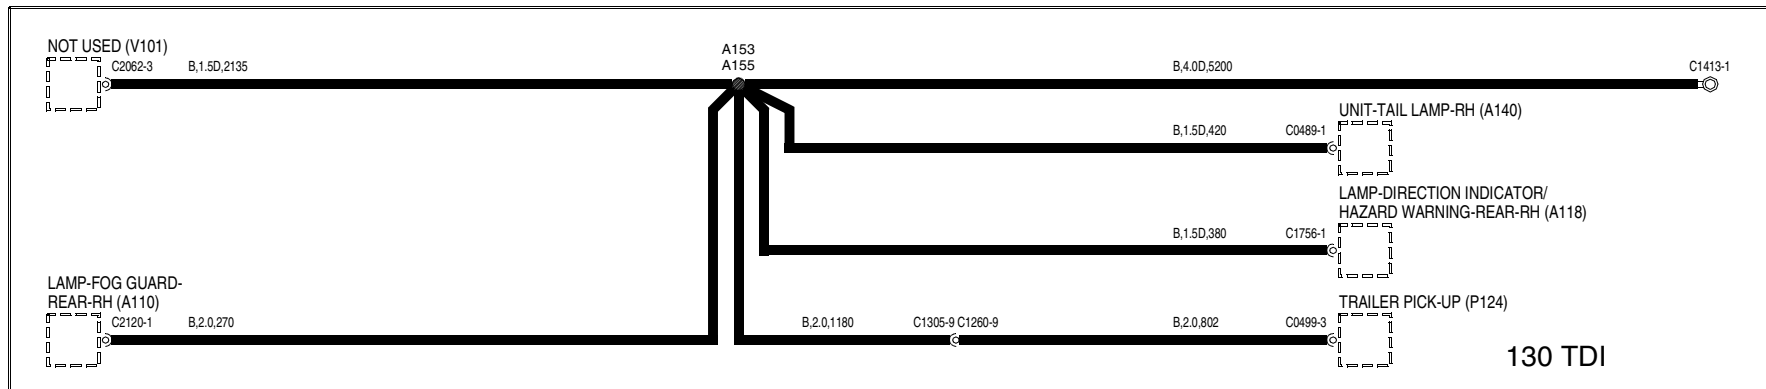 NOT USED (V101)
C2062-3 B,1.5D,2135
A153
A155
B,4.0D,5200
C1413-1
UNIT-TAIL LAMP-RH (A140)
B,1.5D,420 C0489-1
LAMP-DIRECTION INDICATOR/
HAZARD WARNING-REAR-RH (A118)
B,1.5D,380 C1756-1
LAMP-FOG GUARD-
REAR-RH (A110)
C2120-1 B,2.0,270
TRAILER PICK-UP (P124)
B,2.0,1180 C1305-9 C1260-9 B,2.0,802 C0499-3
130 TDI